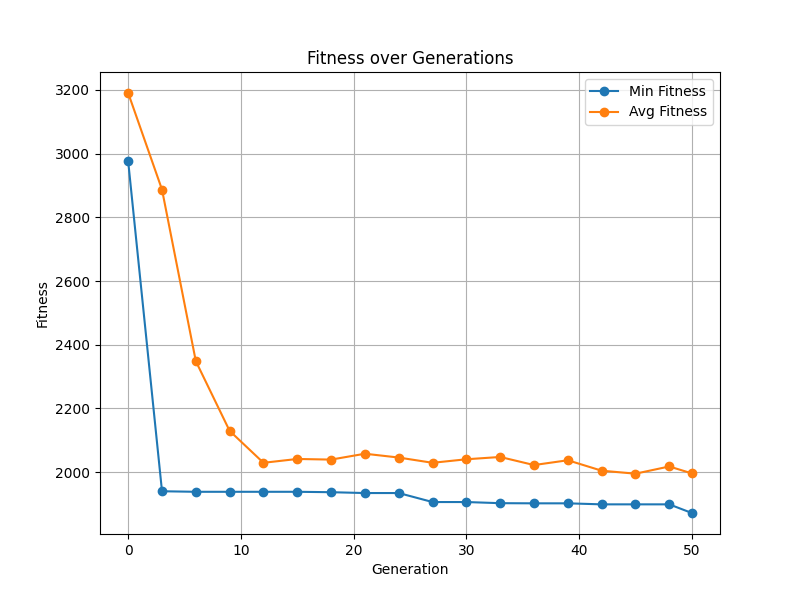 Fitness over Generations
Min Fitness
Avg Fitness
3200
3000
2800
2600
2400
2200
2000
Fitness
0 10 20 30 40 50
Generation